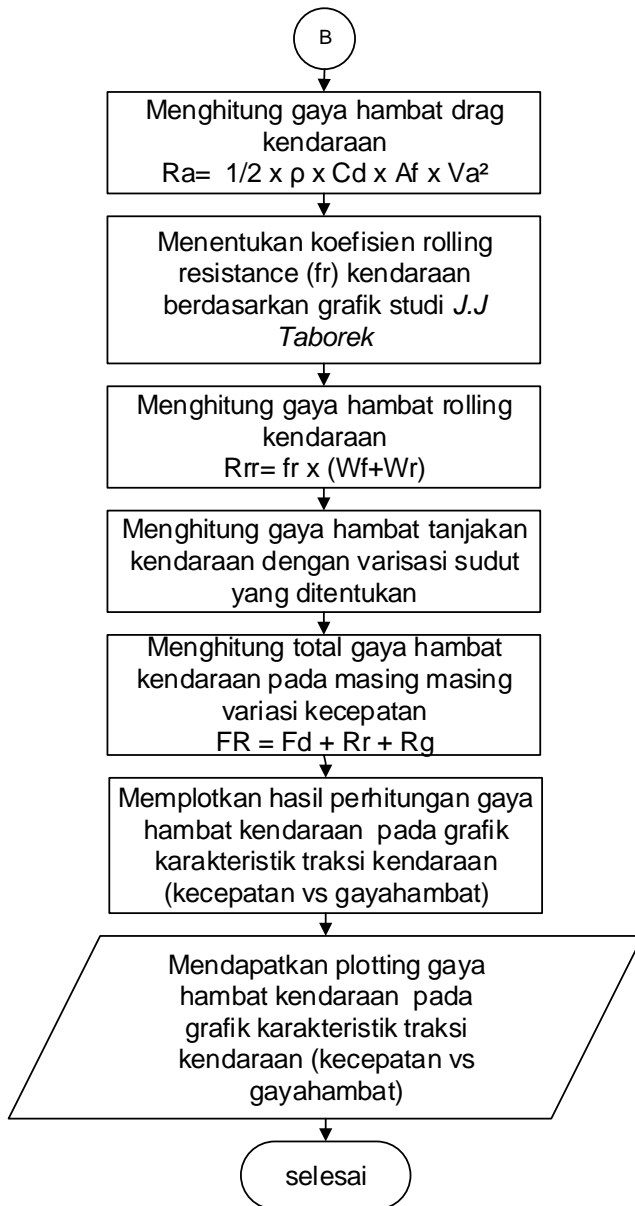 B
Menghitung gaya hambat drag
kendaraan
Ra= 1/2 x ρ x Cd x Af x Va²
Menentukan koefisien rolling
resistance (fr) kendaraan
berdasarkan grafik studi J.J
Taborek
Menghitung gaya hambat rolling
kendaraan
Rrr= fr x (Wf+Wr)
Menghitung gaya hambat tanjakan
kendaraan dengan varisasi sudut
yang ditentukan
Menghitung total gaya hambat
kendaraan pada masing masing
variasi kecepatan
FR = Fd + Rr + Rg
Memplotkan hasil perhitungan gaya
hambat kendaraan pada grafik
karakteristik traksi kendaraan
(kecepatan vs gayahambat)
Mendapatkan plotting gaya
hambat kendaraan pada
grafik karakteristik traksi
kendaraan (kecepatan vs
gayahambat)
selesai